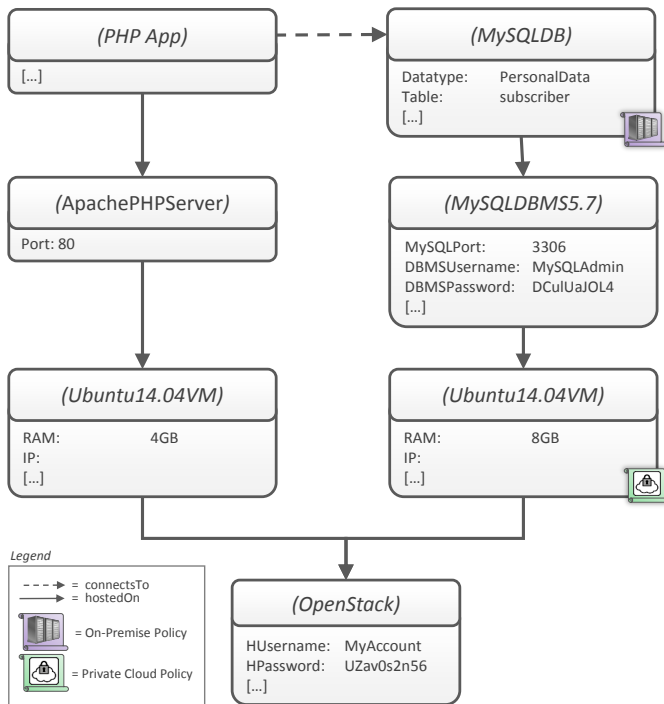 (PHP App)
[...]
(MySQLDB)
Datatype: PersonalData
Table: subscriber
[...]
(ApachePHPServer)
Port: 80
(MySQLDBMS5.7)
MySQLPort: 3306
DBMSUsername: MySQLAdmin
DBMSPassword: DCulUaJOL4
[...]
(Ubuntu14.04VM)
RAM: 4GB
IP:
[...]
(Ubuntu14.04VM)
RAM: 8GB
IP:
[...]
(OpenStack)
HUsername: MyAccount
HPassword: UZav0s2n56
[...]
Legend
= connectsTo
= hostedOn
= On-Premise Policy
= Private Cloud Policy